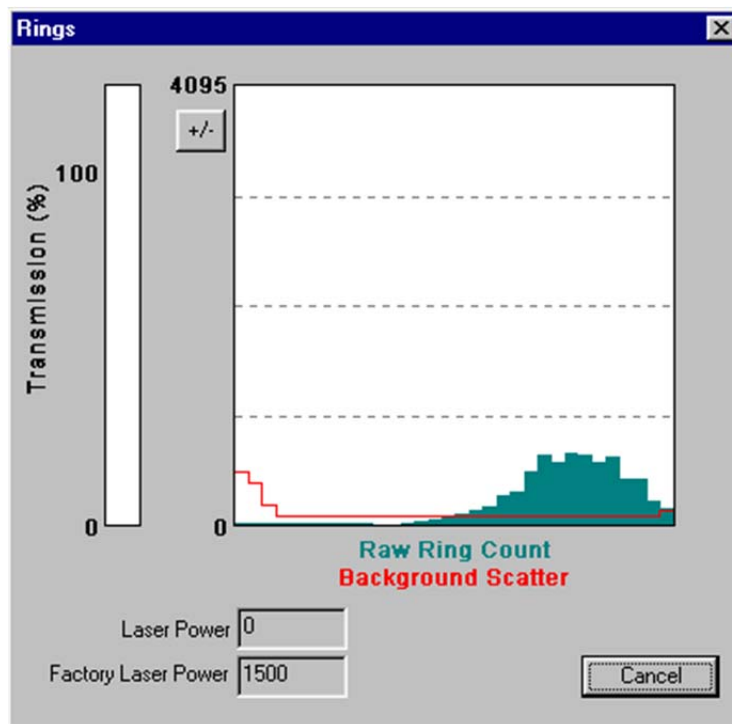 Rings
4095
+/-
100
Transmission (%)
0
0
Raw Ring Count
Background Scatter
Laser Power 0
Factory Laser Power 1500
Cancel